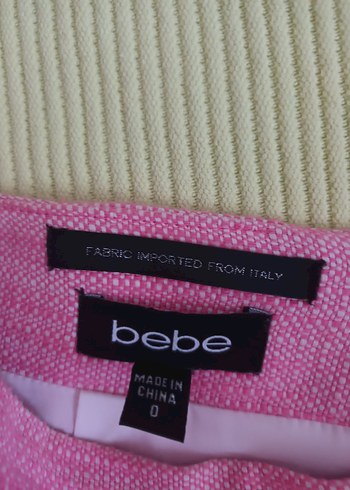 FABRIC IMPORTED FROM ITALY
bebe
MADE IN
CHINA
0